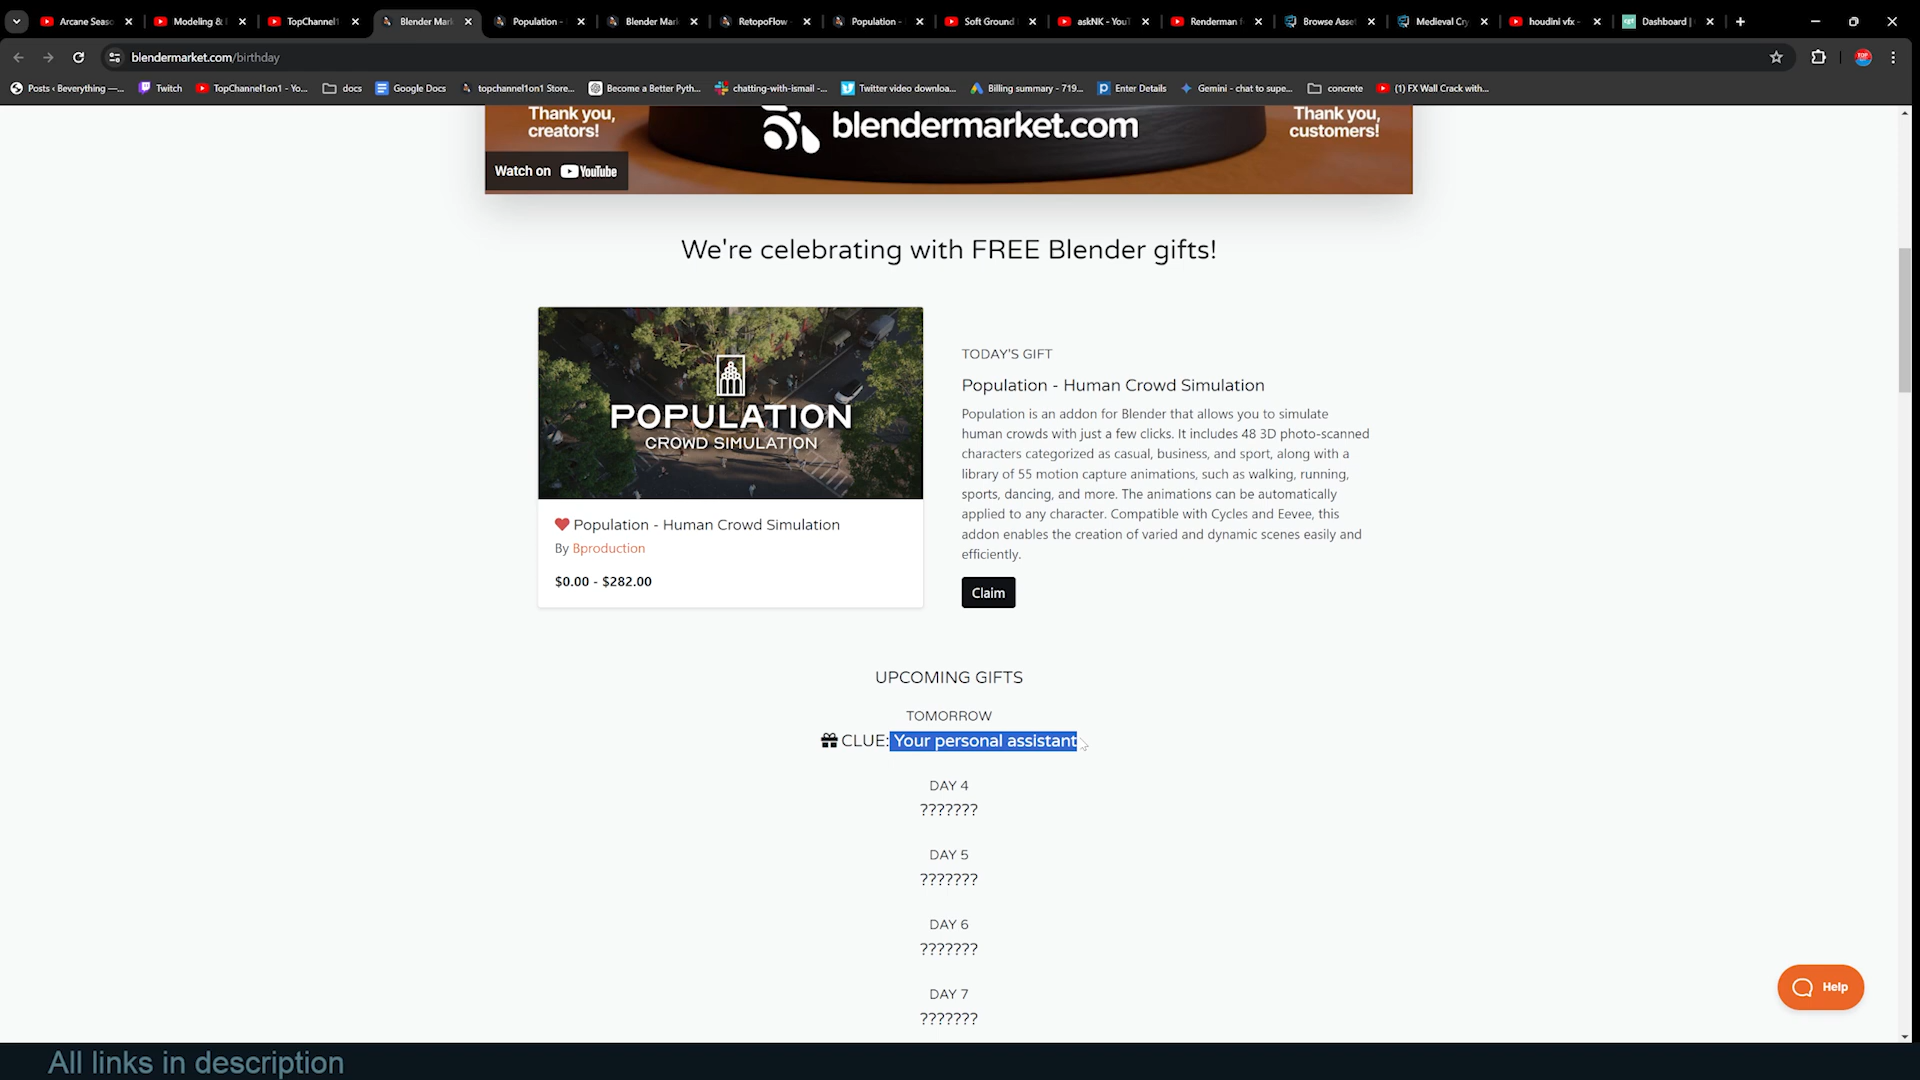 Arcane Seaso
Modeling & 
TopChannel1
Blender Mar
Population -
Blender Mar
RetopoFlow
Population -
Soft Ground
askNK - YouT
Renderman f
Browse Asse
Medieval Cry
houdini vfx -
Dashboard |
blendermarket.com/birthday
Posts ‹ Beverything —...
Twitch
TopChannel1on1 - Yo...
docs
Google Docs
topchannel1on1 Store...
Become a Better Pyth...
chatting-with-ismail -...
Twitter video downloa...
Billing summary - 719...
Enter Details
Gemini - chat to supe...
concrete
(1) FX Wall Crack with...
Thank you,
creators!
blendermarket.com
Thank you,
customers!
Watch on YouTube
We're celebrating with FREE Blender gifts!
POPULATION
CROWD SIMULATION
Population - Human Crowd Simulation
By Bproduction
$0.00 - $282.00
TODAY'S GIFT
Population - Human Crowd Simulation
Population is an addon for Blender that allows you to simulate
human crowds with just a few clicks. It includes 48 3D photo-scanned
characters categorized as casual, business, and sport, along with a
library of 55 motion capture animations, such as walking, running,
sports, dancing, and more. The animations can be automatically
applied to any character. Compatible with Cycles and Eevee, this
addon enables the creation of varied and dynamic scenes easily and
efficiently.
Claim
UPCOMING GIFTS
TOMORROW
CLUE: Your personal assistant
DAY 4
???????
DAY 5
???????
DAY 6
???????
DAY 7
???????
Help
All links in description